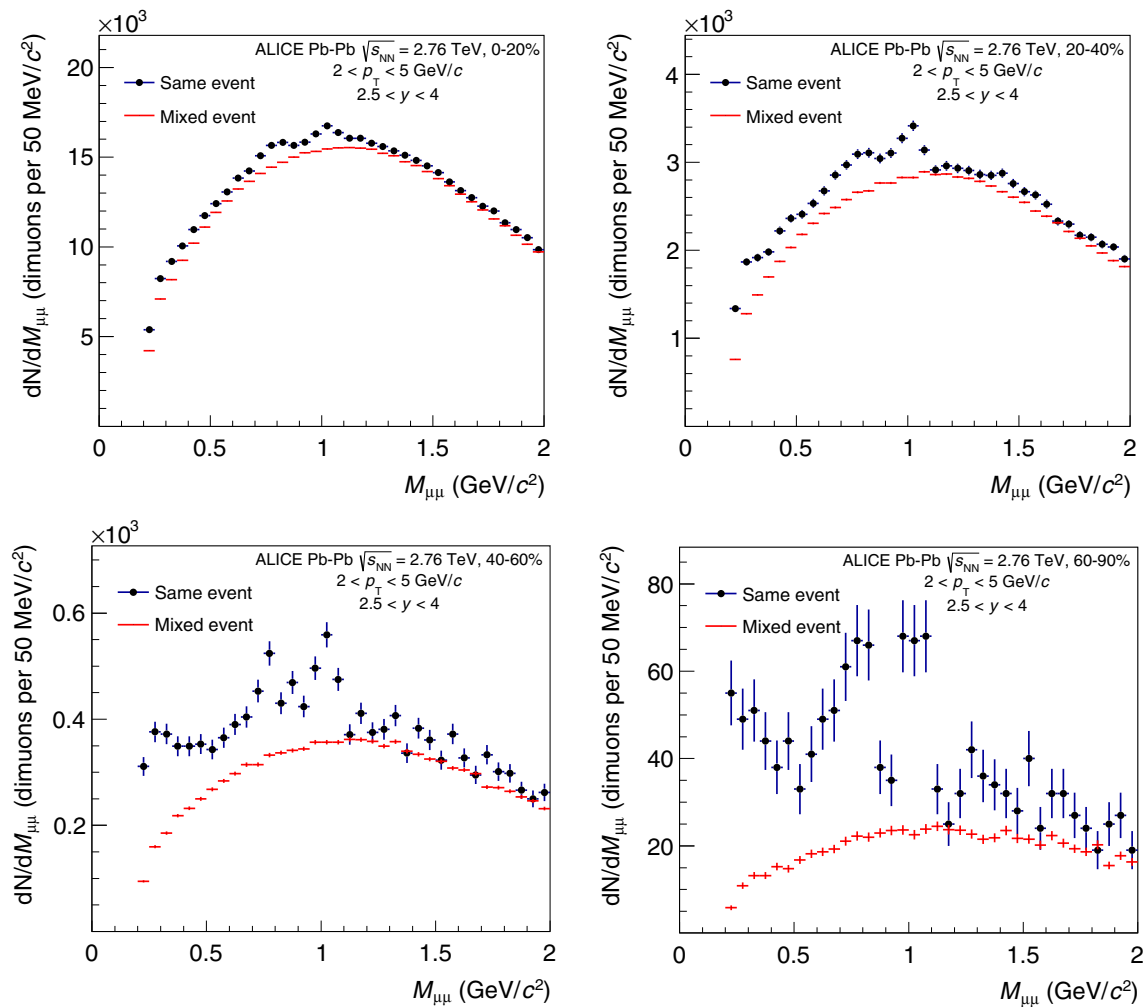 ×10³
ALICE Pb-Pb √sNN = 2.76 TeV, 0-20%
2 < pT < 5 GeV/c
2.5 < y < 4
Same event
Mixed event
20
15
10
5
dN/dMμμ (dimuons per 50 MeV/c²)
0 0.5 1 1.5 2
Mμμ (GeV/c²)
×10³
ALICE Pb-Pb √sNN = 2.76 TeV, 20-40%
2 < pT < 5 GeV/c
2.5 < y < 4
Same event
Mixed event
4
3
2
1
dN/dMμμ (dimuons per 50 MeV/c²)
0 0.5 1 1.5 2
Mμμ (GeV/c²)
×10³
ALICE Pb-Pb √sNN = 2.76 TeV, 40-60%
2 < pT < 5 GeV/c
2.5 < y < 4
Same event
Mixed event
0.6
0.4
0.2
dN/dMμμ (dimuons per 50 MeV/c²)
0 0.5 1 1.5 2
Mμμ (GeV/c²)
ALICE Pb-Pb √sNN = 2.76 TeV, 60-90%
2 < pT < 5 GeV/c
2.5 < y < 4
Same event
Mixed event
80
60
40
20
dN/dMμμ (dimuons per 50 MeV/c²)
0 0.5 1 1.5 2
Mμμ (GeV/c²)